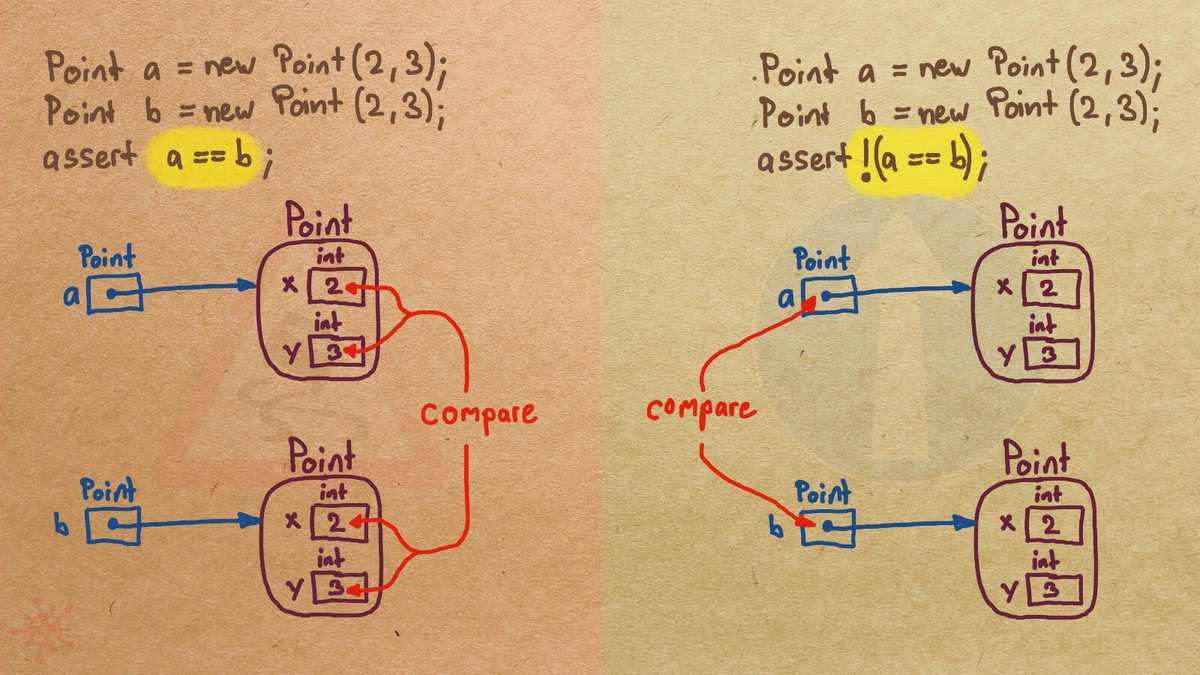 Point a = new Point(2, 3);
Point b = new Point (2, 3);
assert a == b ;
Point
Point
int
a
x 2
int
y 3
compare
Point
Point
int
b
x 2
int
y 3
Point a = new Point(2, 3);
Point b = new Point (2, 3);
assert !(a == b);
Point
Point
int
a
x 2
int
y 3
compare
Point
Point
int
b
x 2
int
y 3